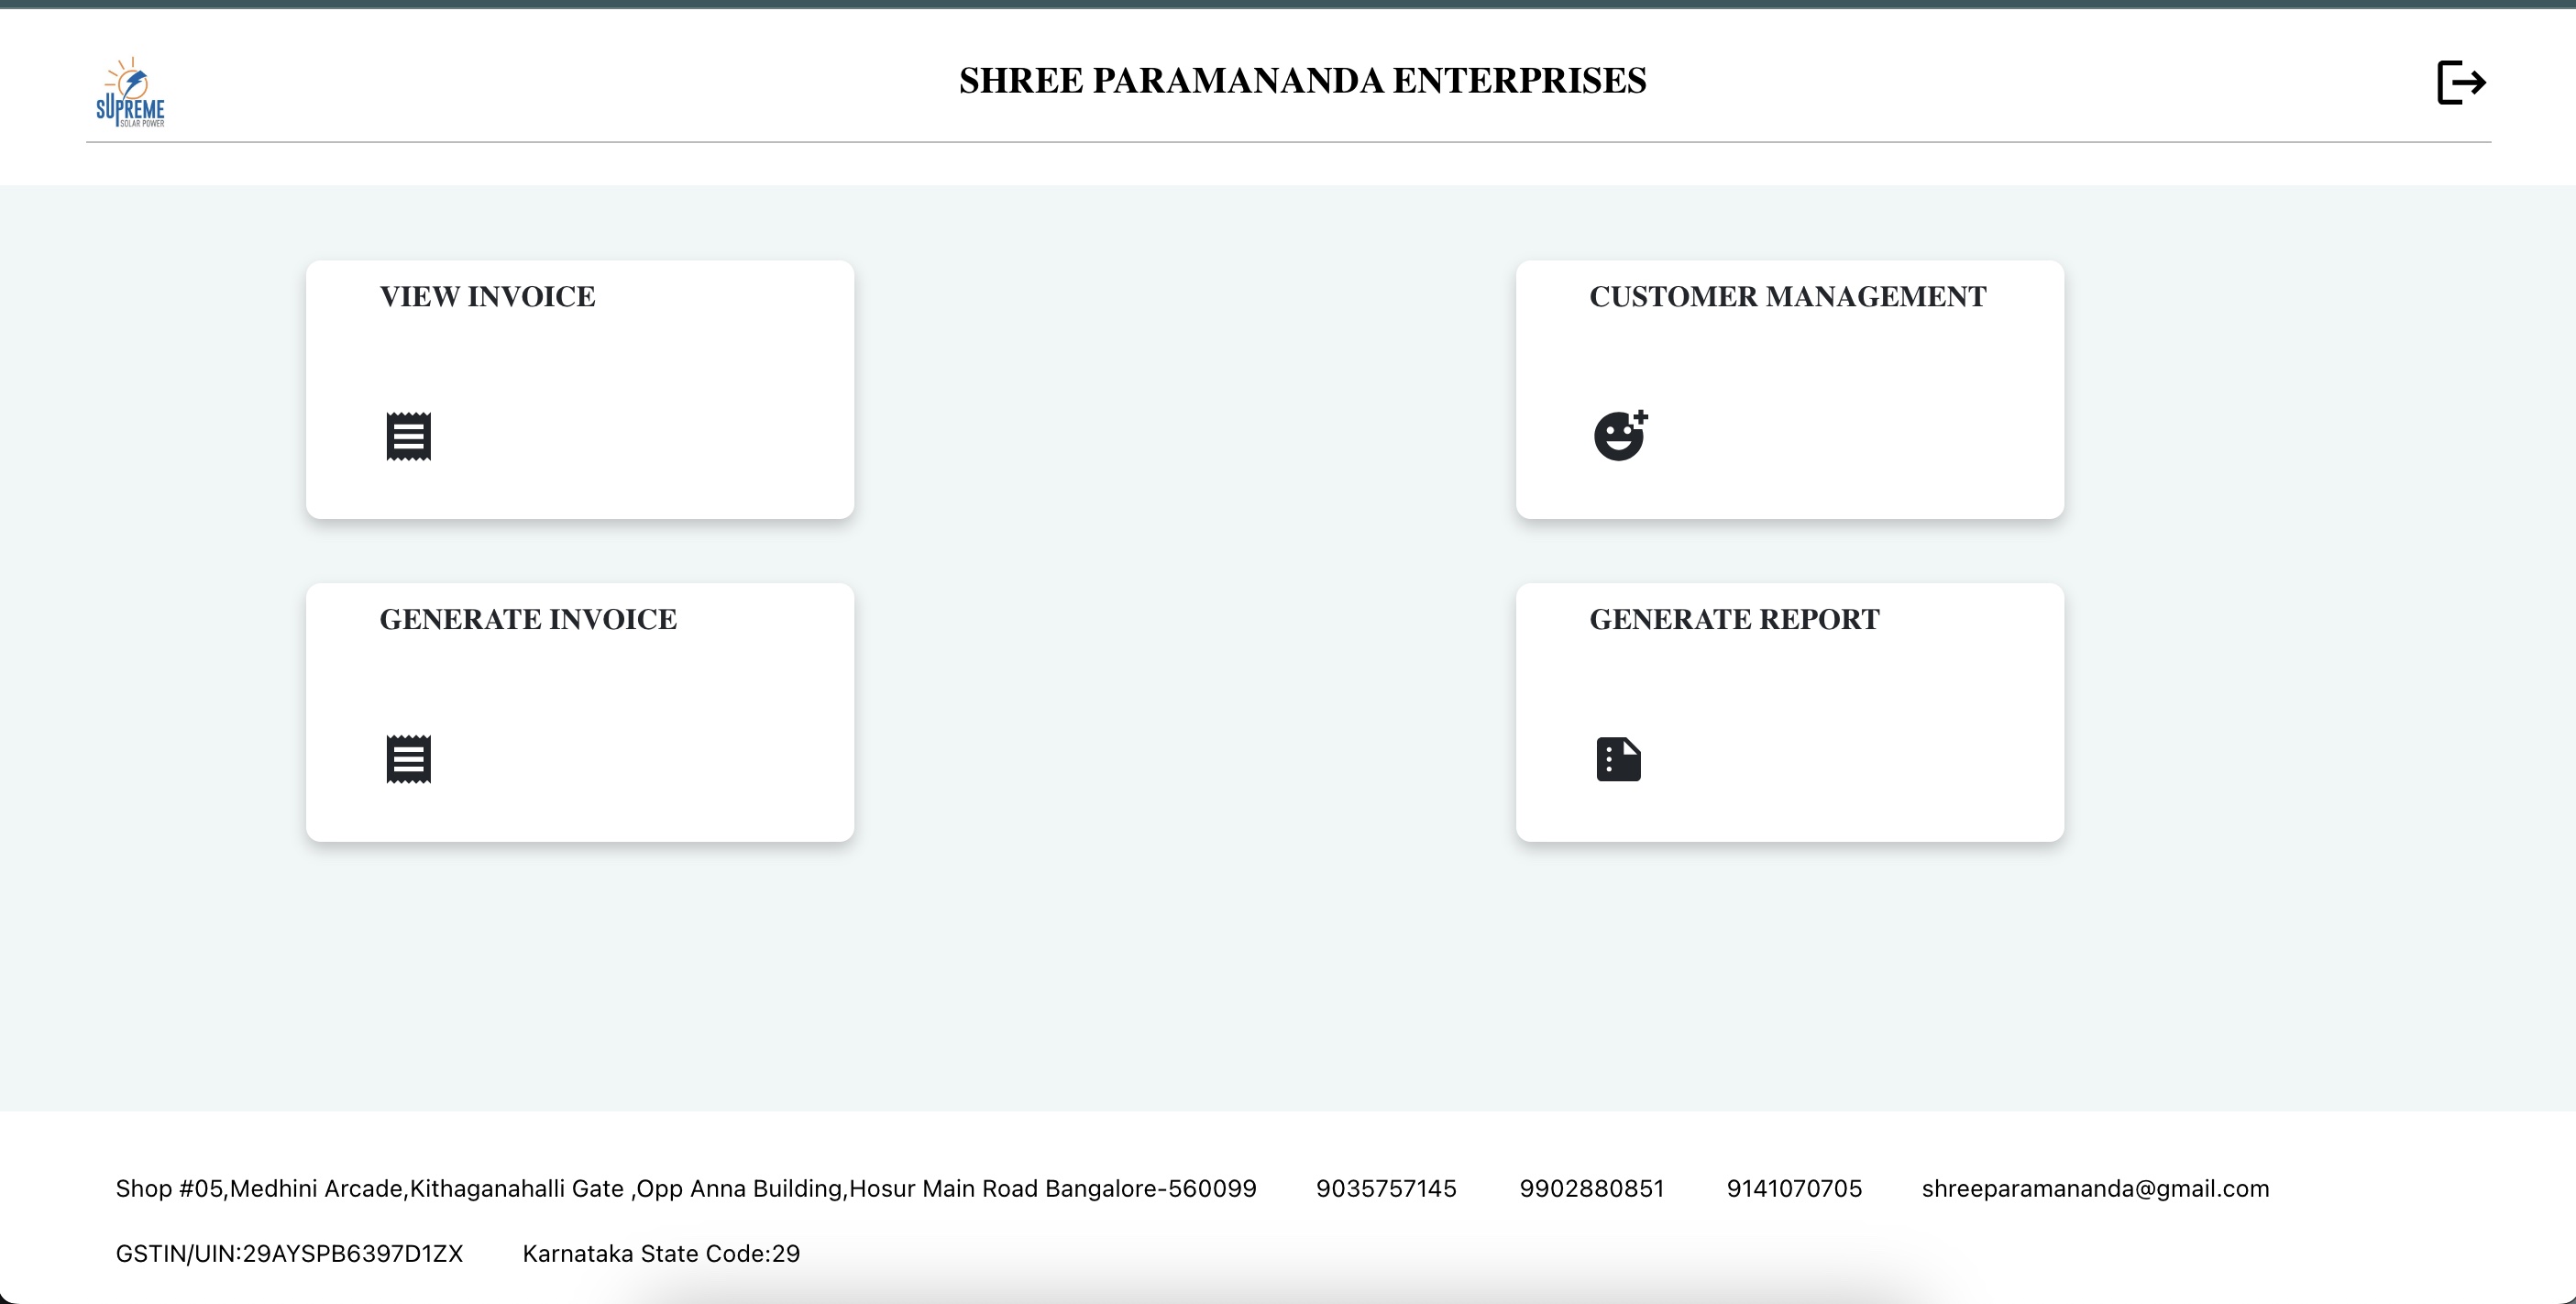 SUPREME
SOLAR POWER
SHREE PARAMANANDA ENTERPRISES
VIEW INVOICE
CUSTOMER MANAGEMENT
GENERATE INVOICE
GENERATE REPORT
Shop #05,Medhini Arcade,Kithaganahalli Gate ,Opp Anna Building,Hosur Main Road Bangalore-560099 9035757145 9902880851 9141070705 shreeparamananda@gmail.com
GSTIN/UIN:29AYSPB6397D1ZX Karnataka State Code:29